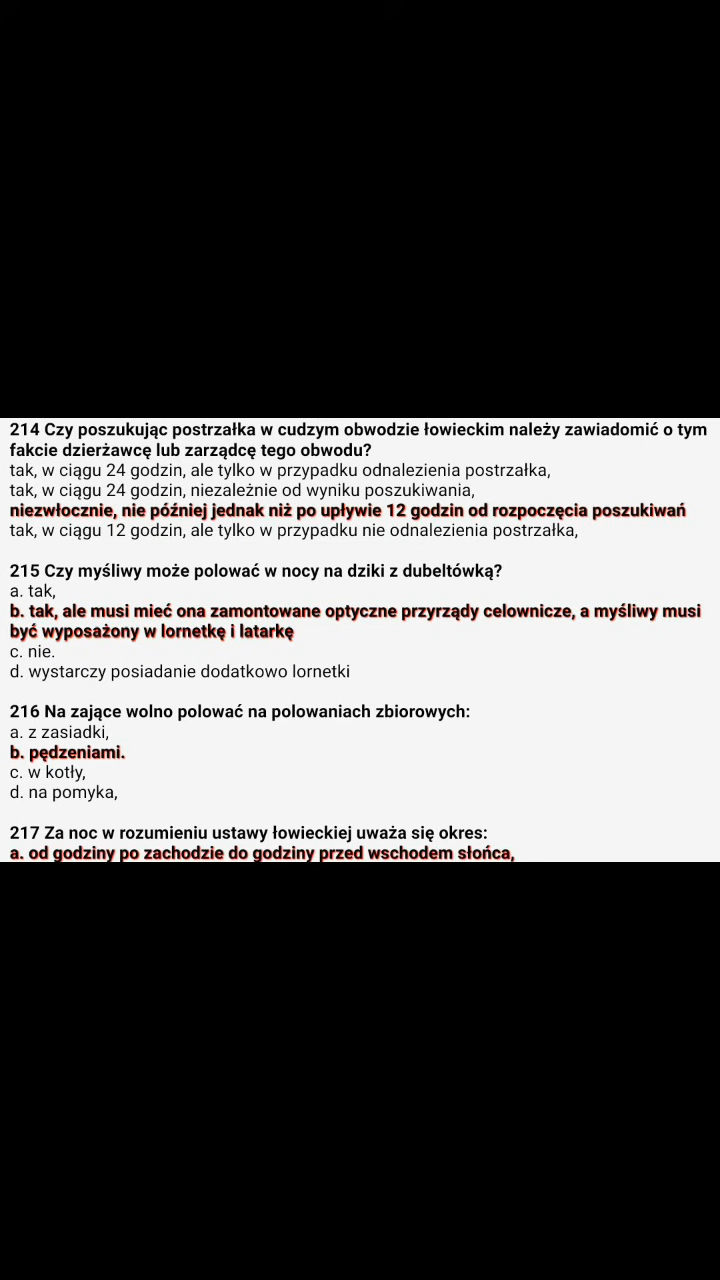 214 Czy poszukując postrzałka w cudzym obwodzie łowieckim należy zawiadomić o tym
fakcie dzierżawcę lub zarządcę tego obwodu?
tak, w ciągu 24 godzin, ale tylko w przypadku odnalezienia postrzałka,
tak, w ciągu 24 godzin, niezależnie od wyniku poszukiwania,
niezwłocznie, nie później jednak niż po upływie 12 godzin od rozpoczęcia poszukiwań
tak, w ciągu 12 godzin, ale tylko w przypadku nie odnalezienia postrzałka,
215 Czy myśliwy może polować w nocy na dziki z dubeltówką?
a. tak,
b. tak, ale musi mieć ona zamontowane optyczne przyrządy celownicze, a myśliwy musi
być wyposażony w lornetkę i latarkę
c. nie.
d. wystarczy posiadanie dodatkowo lornetki
216 Na zające wolno polować na polowaniach zbiorowych:
a. z zasiadki,
b. pędzeniami.
c. w kotły,
d. na pomyka,
217 Za noc w rozumieniu ustawy łowieckiej uważa się okres:
a. od godziny po zachodzie do godziny przed wschodem słońca,